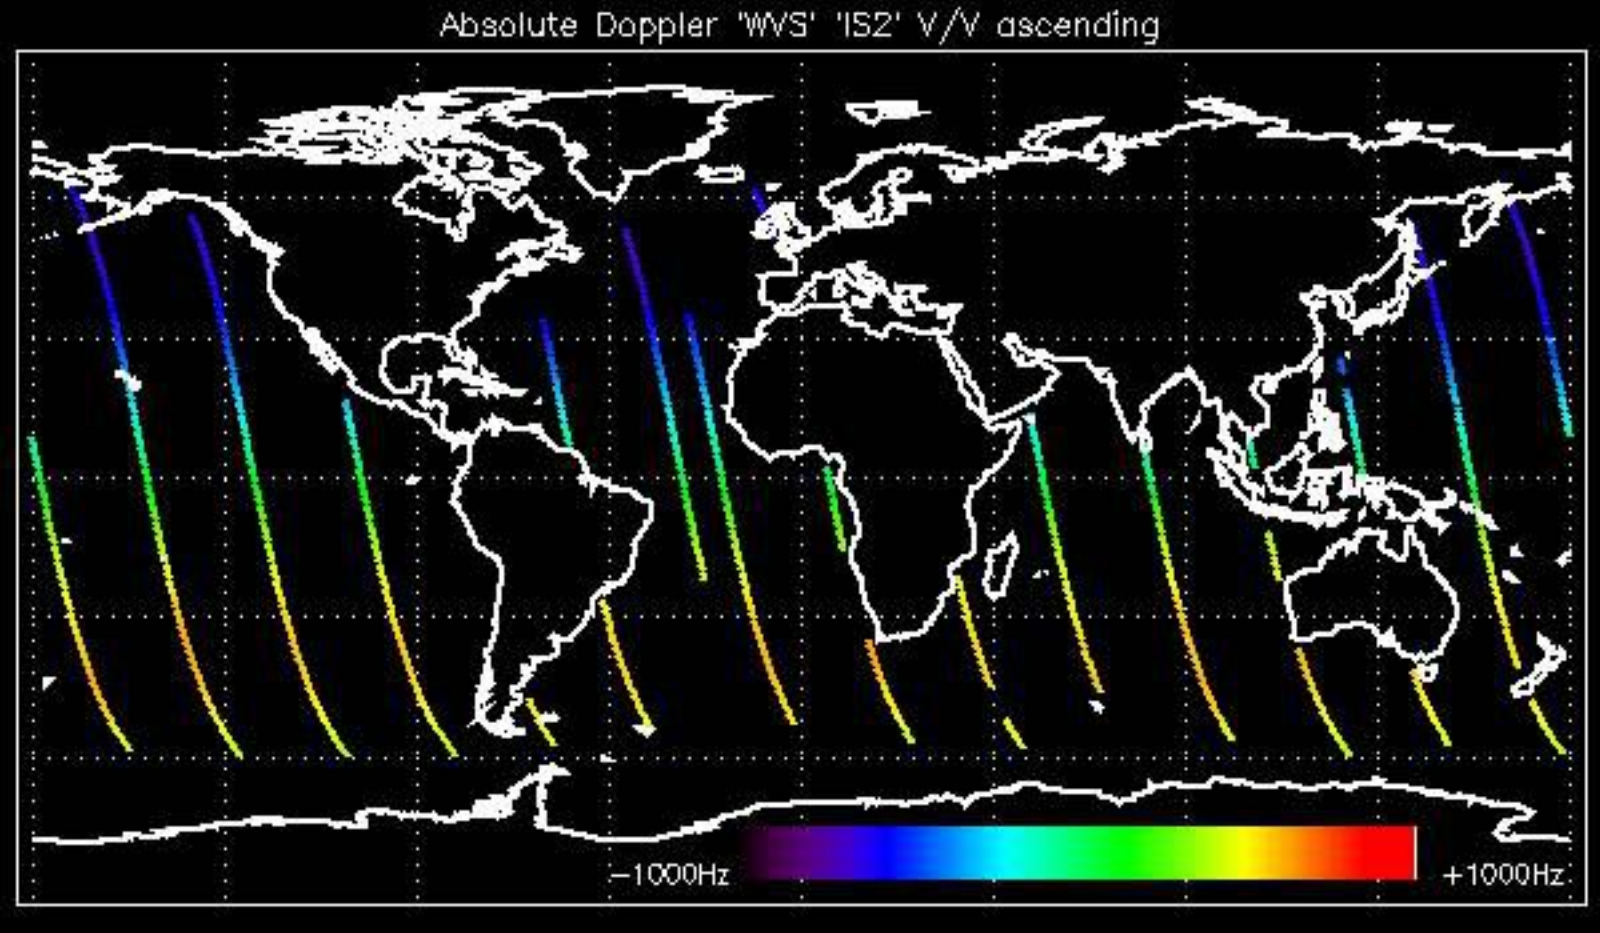 Absolute Doppler 'WVS' 'IS2' V/V ascending
−1000Hz +1000Hz